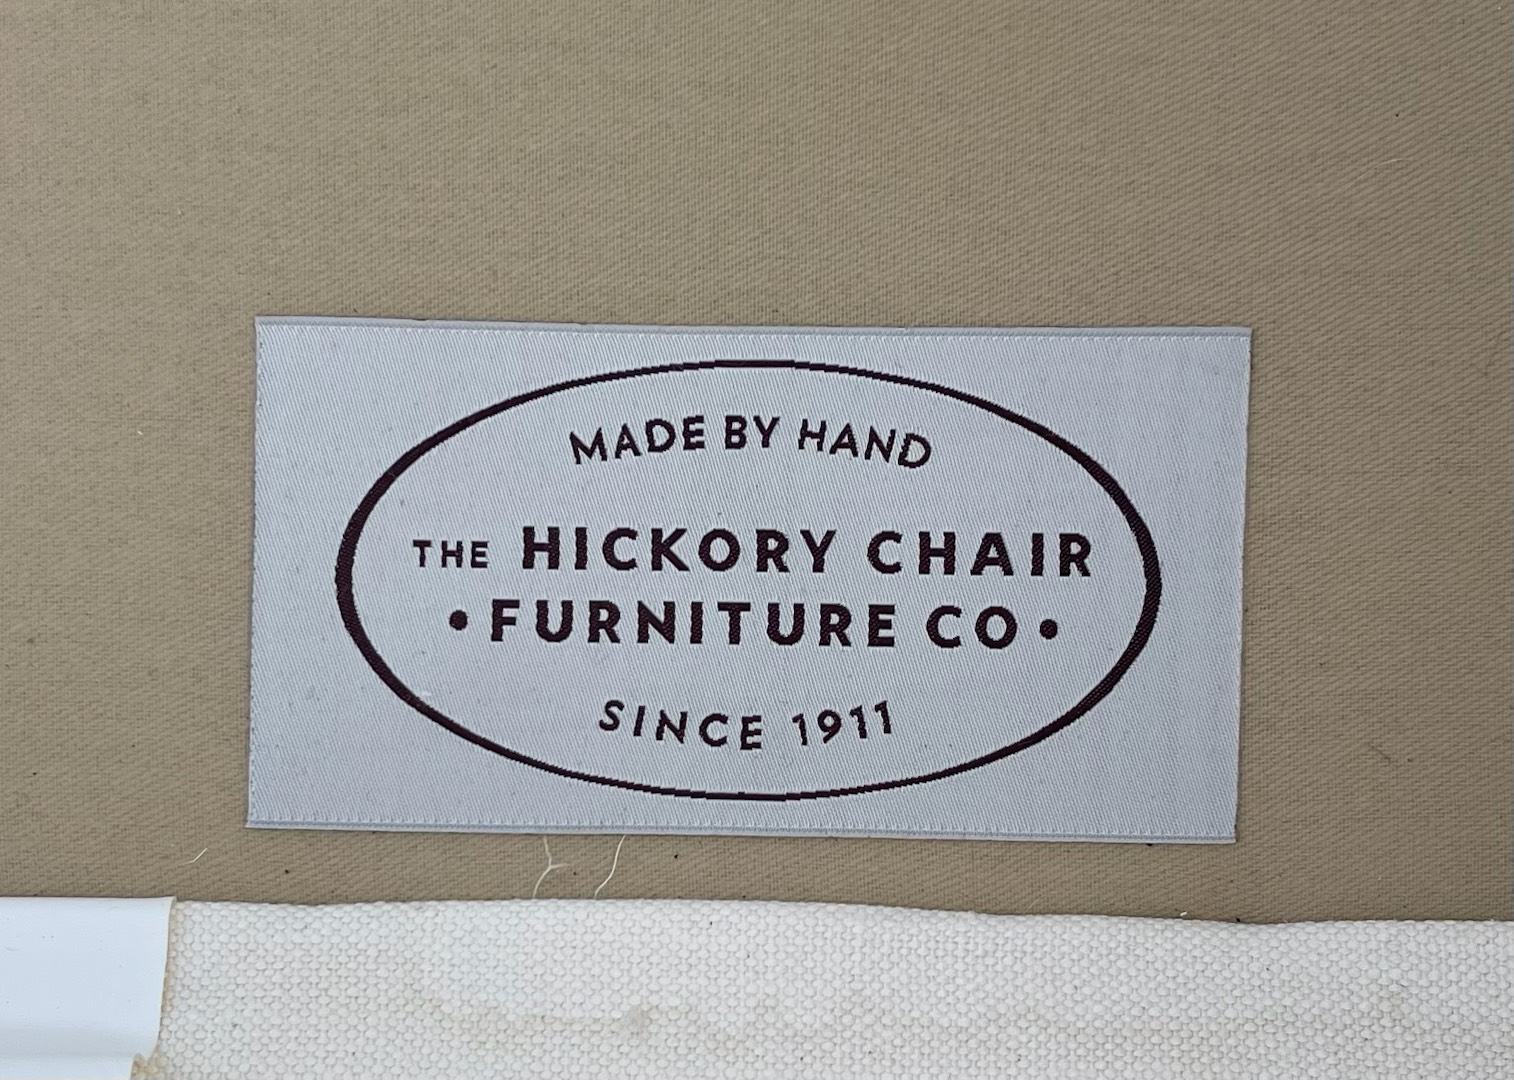 MADE BY HAND
THE HICKORY CHAIR
•FURNITURE CO•
SINCE 1911